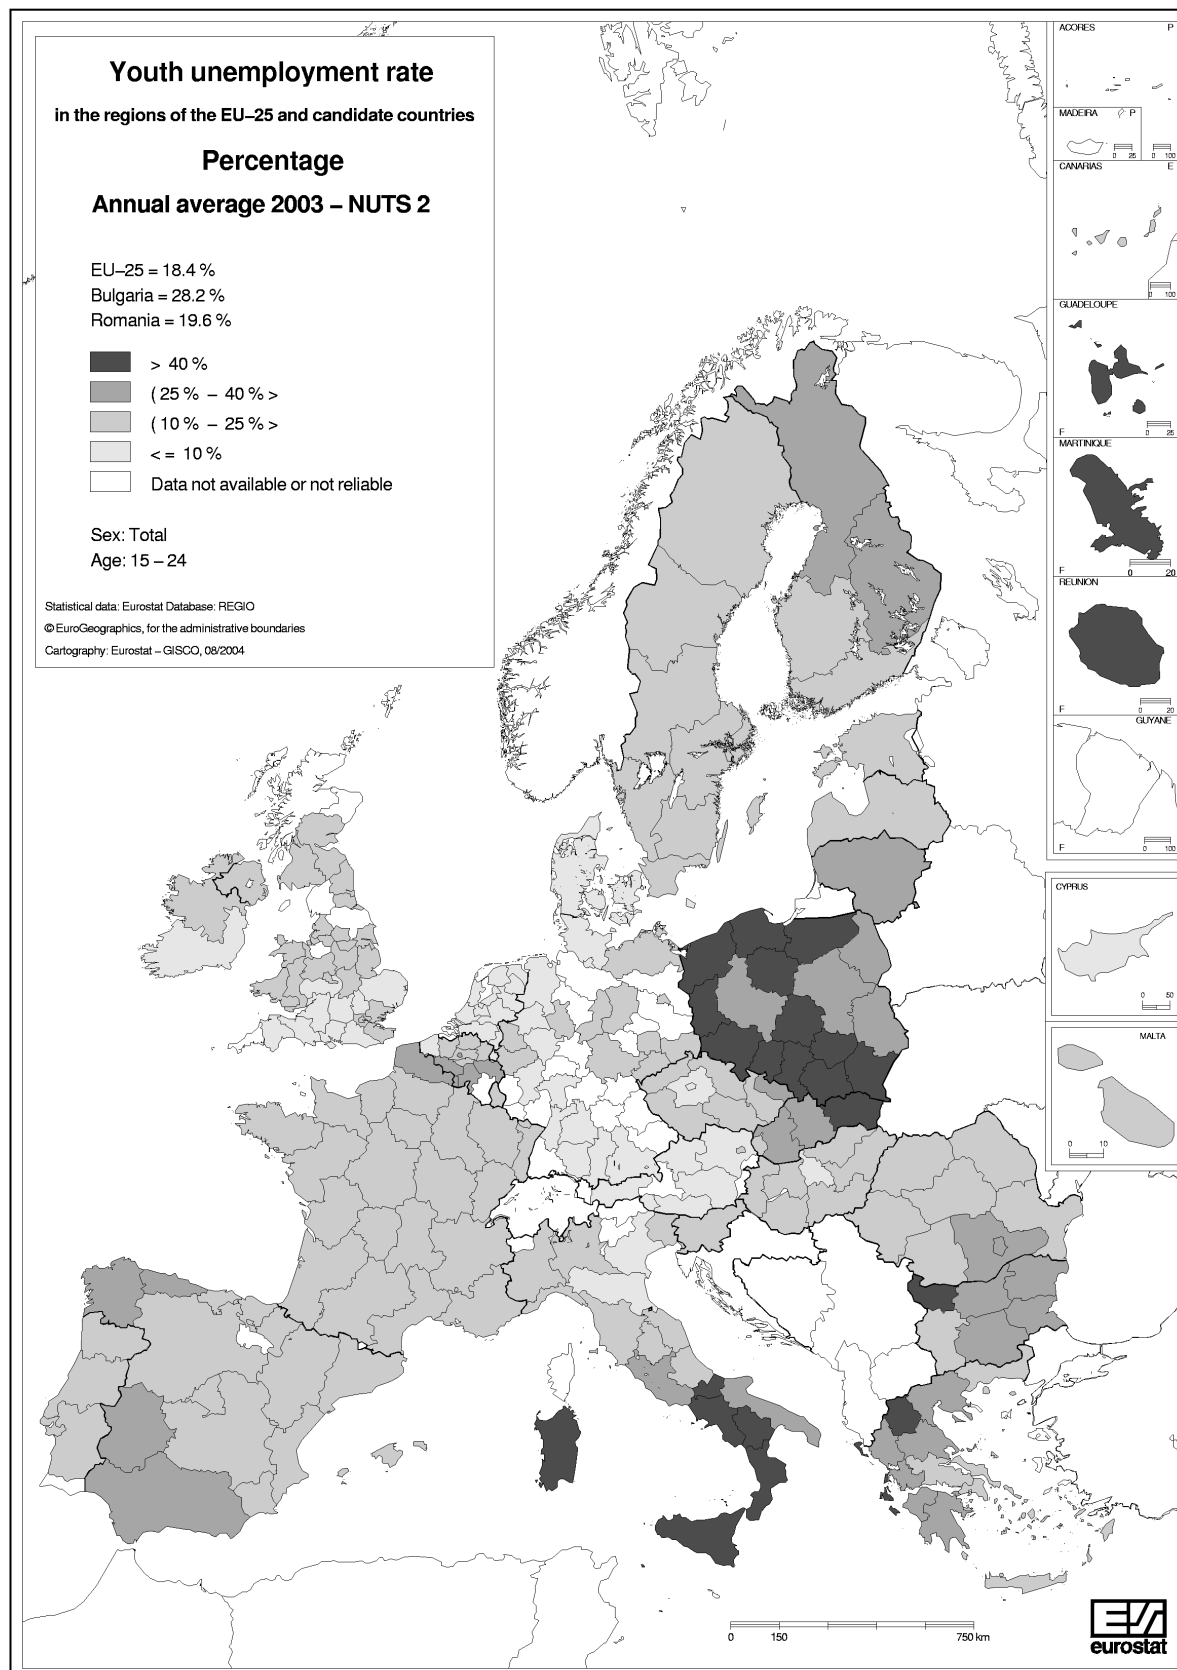 Youth unemployment rate
in the regions of the EU–25 and candidate countries
Percentage
Annual average 2003 – NUTS 2
EU–25 = 18.4 %
Bulgaria = 28.2 %
Romania = 19.6 %
> 40 %
( 25 % – 40 % >
( 10 % – 25 % >
< = 10 %
Data not available or not reliable
Sex: Total
Age: 15 – 24
Statistical data: Eurostat Database: REGIO
© EuroGeographics, for the administrative boundaries
Cartography: Eurostat – GISCO, 08/2004
ACORES P
MADEIRA P
0 25 0 100
CANARIAS E
0 100
GUADELOUPE
F 0 25
MARTINIQUE
F 0 20
REUNION
F 0 20
GUYANE
F 0 100
CYPRUS
0 50
MALTA
0 10
0 150 750 km
eurostat